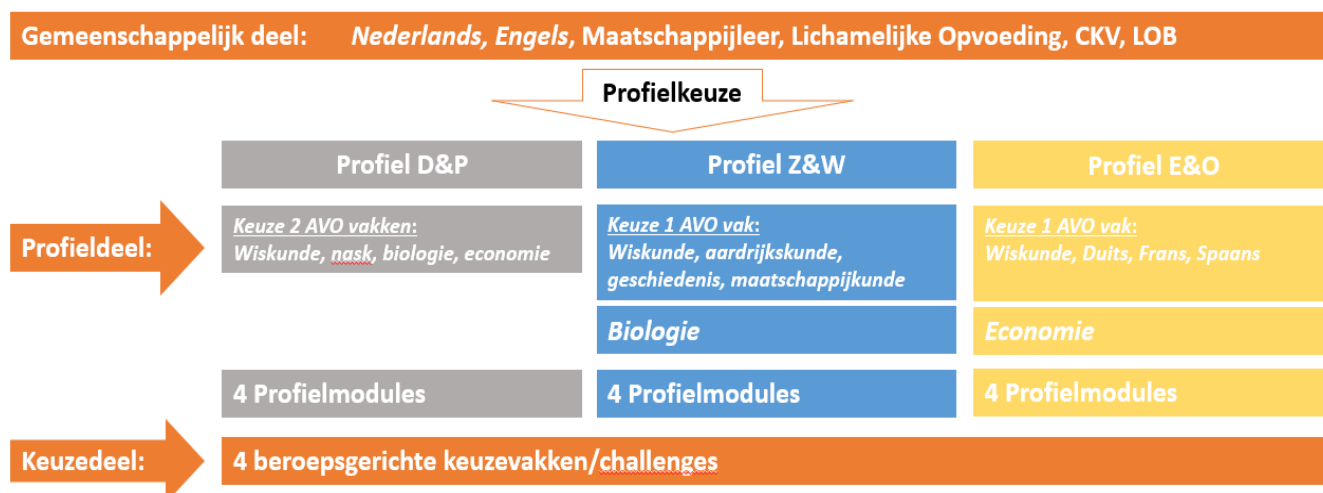 Gemeenschappelijk deel: Nederlands, Engels, Maatschappijleer, Lichamelijke Opvoeding, CKV, LOB
Profielkeuze
Profiel D&P
Profiel Z&W
Profiel E&O
Profieldeel:
Keuze 2 AVO vakken:
Wiskunde, nask, biologie, economie
Keuze 1 AVO vak:
Wiskunde, aardrijkskunde,
geschiedenis, maatschappijkunde
Keuze 1 AVO vak:
Wiskunde, Duits, Frans, Spaans
Biologie
Economie
4 Profielmodules
4 Profielmodules
4 Profielmodules
Keuzedeel:
4 beroepsgerichte keuzevakken/challenges